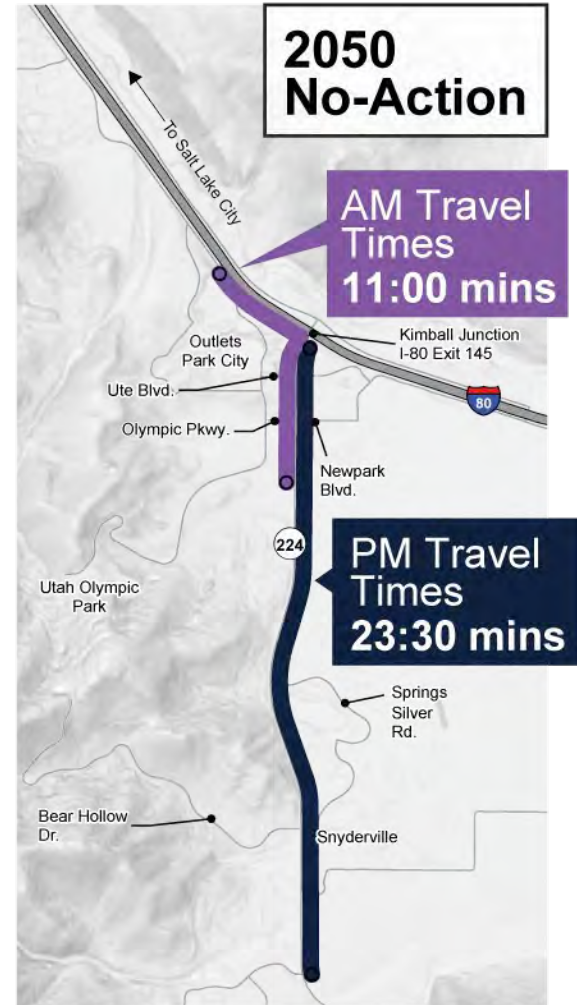 2050
No-Action
To Salt Lake City
AM Travel
Times
11:00 mins
Outlets
Park City
Kimball Junction
I-80 Exit 145
Ute Blvd.
80
Olympic Pkwy.
Newpark
Blvd.
224
PM Travel
Times
23:30 mins
Utah Olympic
Park
Springs
Silver
Rd.
Bear Hollow
Dr.
Snyderville